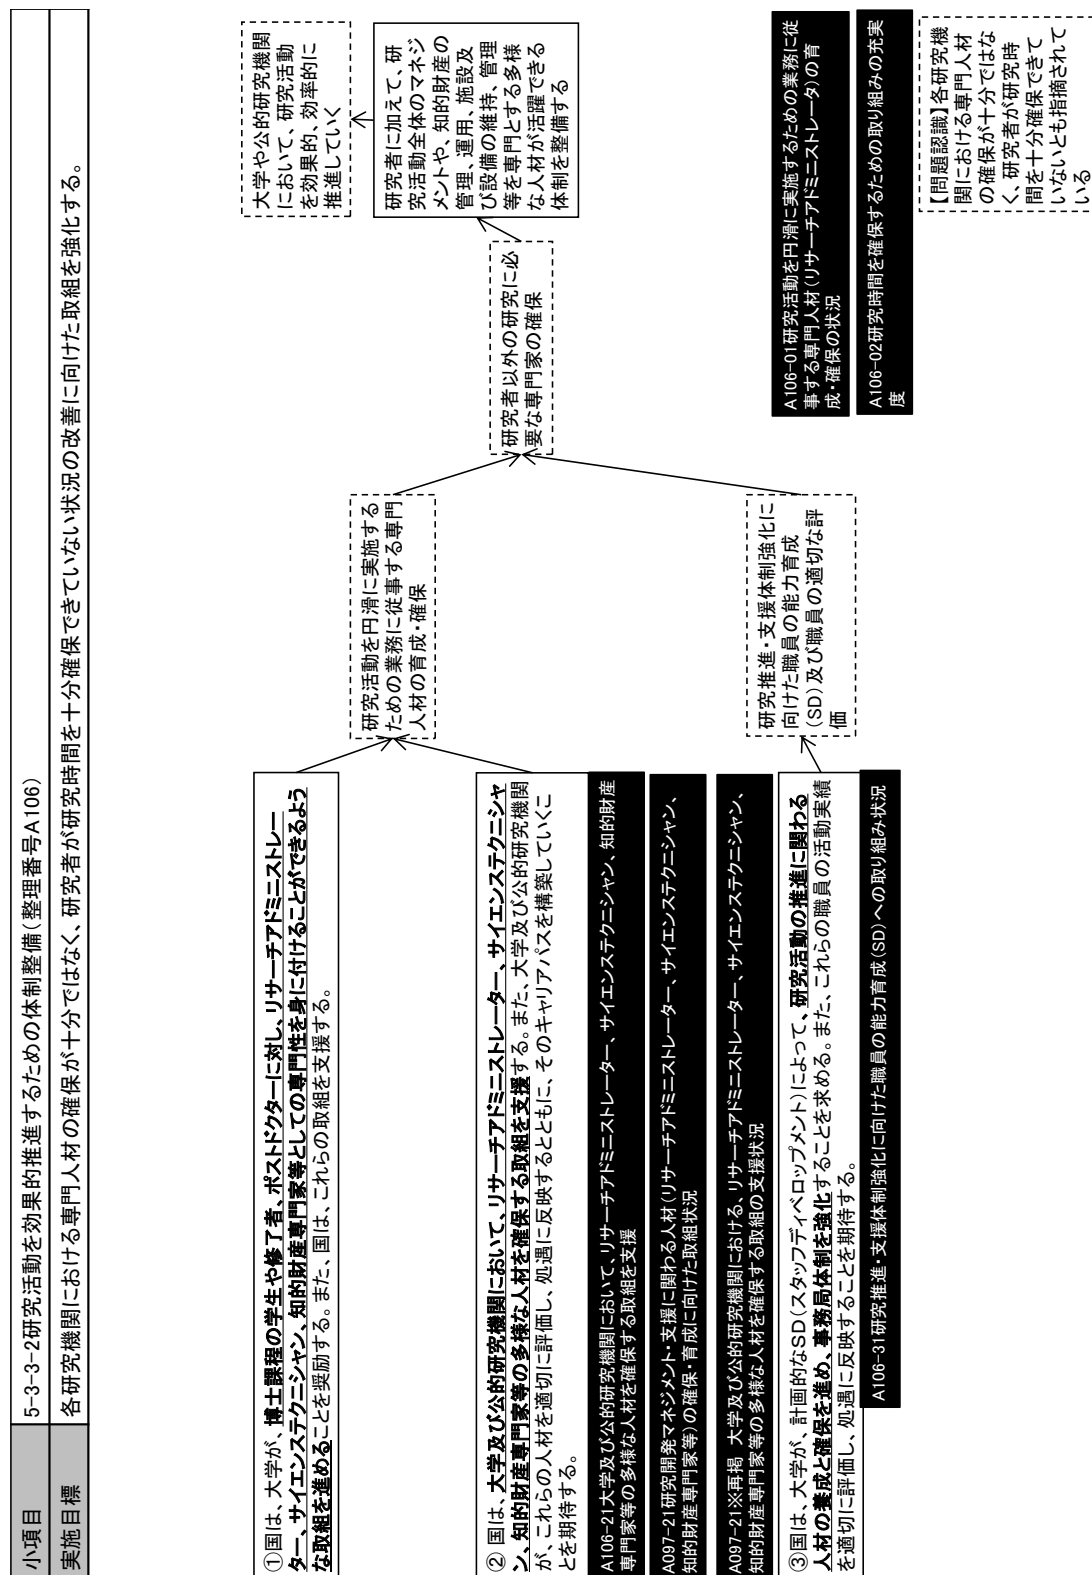 小項目
5-3-3-2研究活動を効果的推進するための体制整備(整理番号A106)
実施目標
各研究機関における専門人材の確保が十分ではなく、研究者が研究時間を十分確保できていない状況の改善に向けた取組を強化する。
①国は、大学が、博士課程の学生や修了者、ポストドクターに対し、リサーチアドミニストレー
ター、サイエンステクニシャン、知的財産専門家等としての専門性を身に付けることができるよう
な取組を進めることを奨励する。また、国は、これらの取組を支援する。
② 国は、大学及び公的研究機関において、リサーチアドミニストレーター、サイエンステクニシャ
ン、知的財産専門家等の多様な人材を確保する取組を支援する。また、大学及び公的研究機関
が、これらの人材を適切に評価し、処遇に反映するとともに、そのキャリアパスを構築していくこ
とを期待する。
A106-21大学及び公的研究機関において、リサーチアドミニストレーター、サイエンステクニシャン、知的財産
専門家等の多様な人材を確保する取組を支援
A097-21研究開発マネジメント・支援に関わる人材(リサーチアドミニストレーター、サイエンステクニシャン、
知的財産専門家等)の確保・育成に向けた取組状況
A097-21※再掲 大学及び公的研究機関における、リサーチアドミニストレーター、サイエンステクニシャン、
知的財産専門家等の多様な人材を確保する取組の支援状況
③国は、大学が、計画的なSD(スタッフディベロップメント)によって、研究活動の推進に関わる
人材の養成と確保を進め、事務局体制を強化することを求める。また、これらの職員の活動実績
を適切に評価し、処遇に反映することを期待する。
A106-31研究推進・支援体制強化に向けた職員の能力育成(SD)への取り組み状況
研究活動を円滑に実施する
ための業務に従事する専門
人材の育成・確保
研究推進・支援体制強化に
向けた職員の能力育成
(SD)及び職員の適切な評
価
研究者以外の研究に必
要な専門家の確保
大学や公的研究機関
において、研究活動
を効果的、効率的に
推進していく
研究者に加えて、研
究活動全体のマネジ
メントや、知的財産の
管理、運用、施設及
び設備の維持、管理
等を専門とする多様
な人材が活躍できる
体制を整備する
A106-01研究活動を円滑に実施するための業務に従
事する専門人材(リサーチアドミニストレータ)の育
成・確保の状況
A106-02研究時間を確保するための取り組みの充実
度
【問題認識】各研究機
関における専門人材
の確保が十分ではな
く、研究者が研究時
間を十分確保できて
いないとも指摘されて
いる